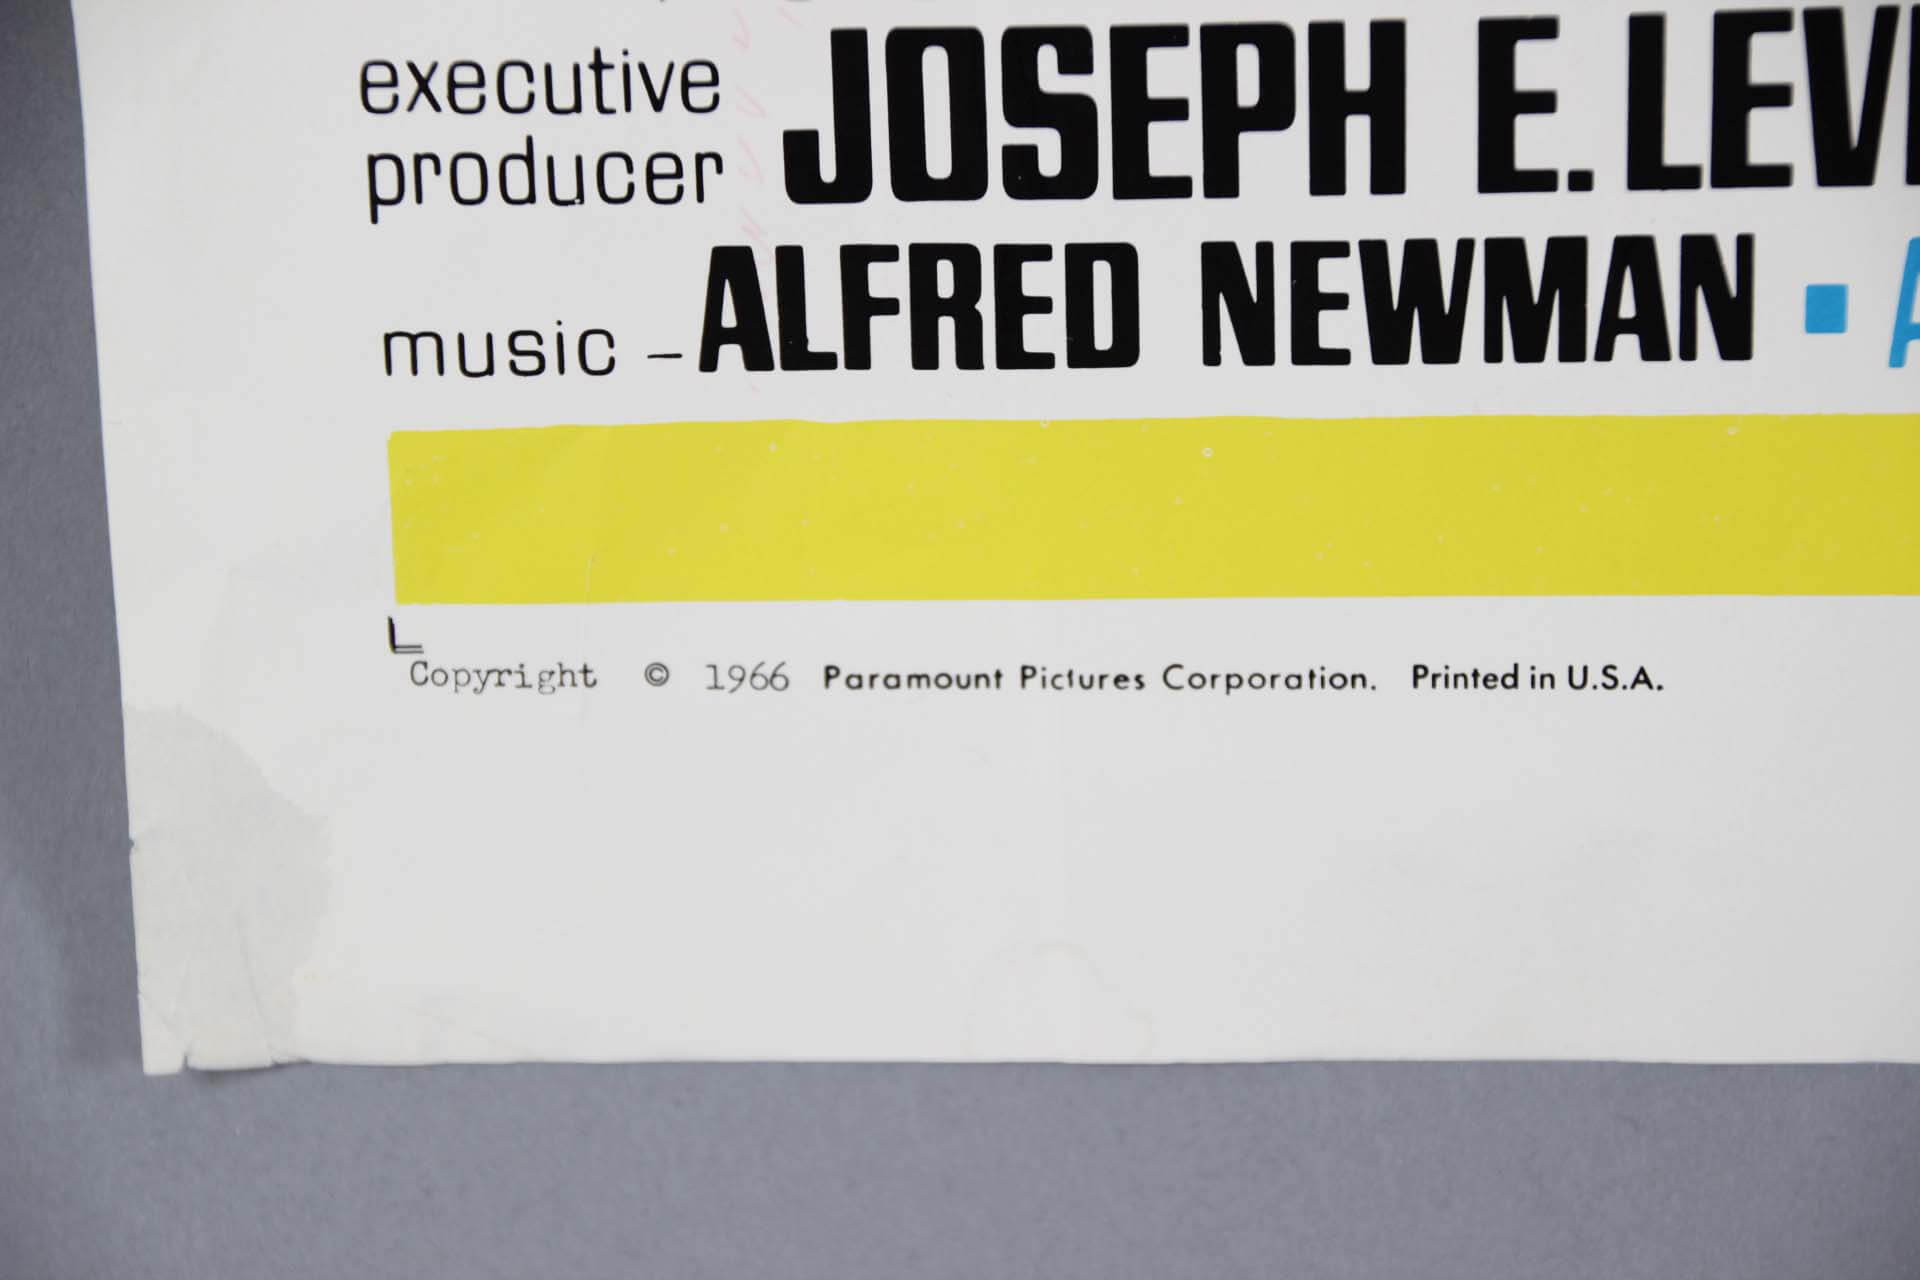 executive producer JOSEPH E. LEV
music – ALFRED NEWMAN ▪ A
Copyright © 1966 Paramount Pictures Corporation. Printed in U.S.A.